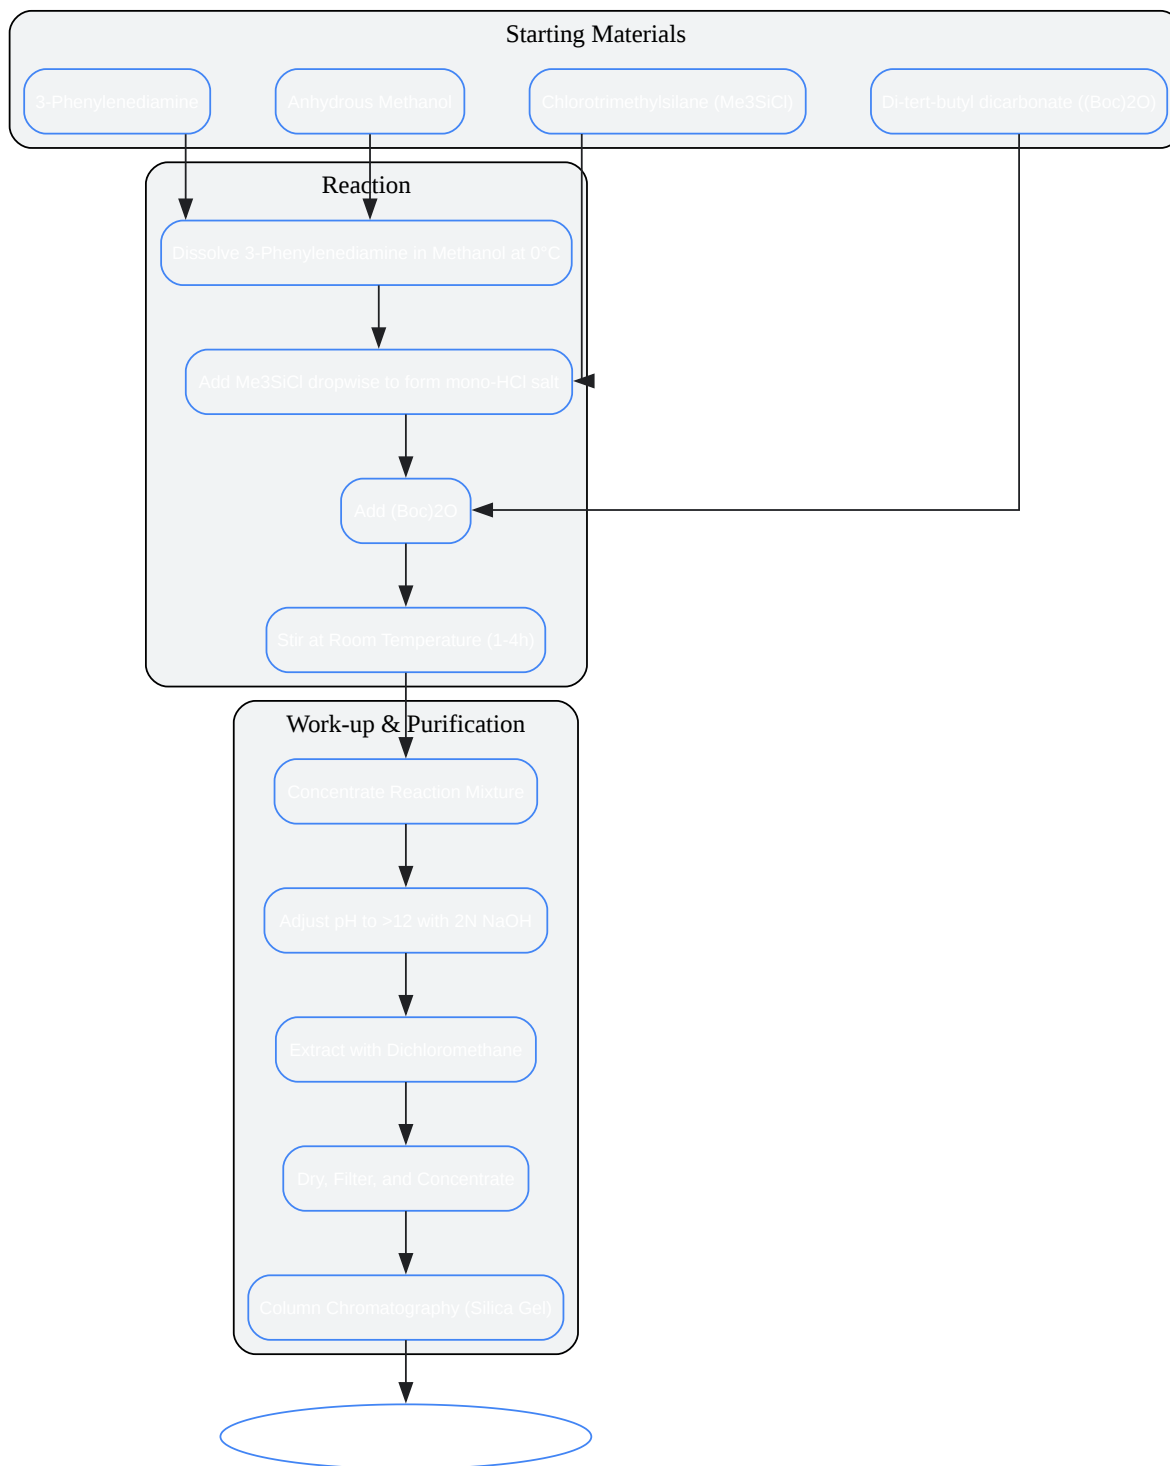 Starting Materials
3-Phenylenediamine
Anhydrous Methanol
Chlorotrimethylsilane (Me3SiCl)
Di-tert-butyl dicarbonate ((Boc)2O)
Reaction
Dissolve 3-Phenylenediamine in Methanol at 0°C
Add Me3SiCl dropwise to form mono-HCl salt
Add (Boc)2O
Stir at Room Temperature (1-4h)
Work-up & Purification
Concentrate Reaction Mixture
Adjust pH to >12 with 2N NaOH
Extract with Dichloromethane
Dry, Filter, and Concentrate
Column Chromatography (Silica Gel)